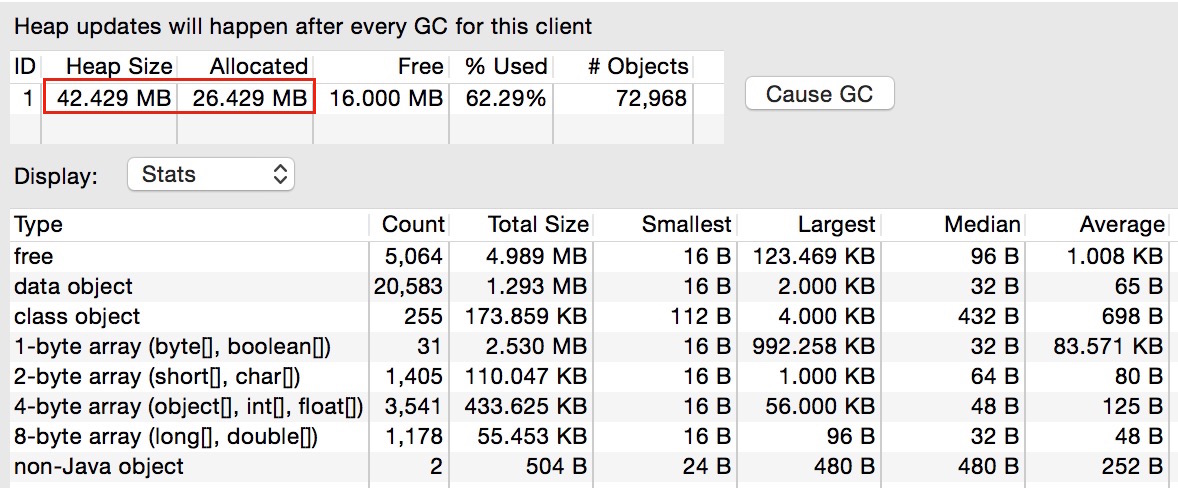 Heap updates will happen after every GC for this client
ID Heap Size Allocated Free % Used # Objects
1 42.429 MB 26.429 MB 16.000 MB 62.29% 72,968
Cause GC
Display: Stats
Type Count Total Size Smallest Largest Median Average
free 5,064 4.989 MB 16 B 123.469 KB 96 B 1.008 KB
data object 20,583 1.293 MB 16 B 2.000 KB 32 B 65 B
class object 255 173.859 KB 112 B 4.000 KB 432 B 698 B
1-byte array (byte[], boolean[]) 31 2.530 MB 16 B 992.258 KB 32 B 83.571 KB
2-byte array (short[], char[]) 1,405 110.047 KB 16 B 1.000 KB 64 B 80 B
4-byte array (object[], int[], float[]) 3,541 433.625 KB 16 B 56.000 KB 48 B 125 B
8-byte array (long[], double[]) 1,178 55.453 KB 16 B 96 B 32 B 48 B
non-Java object 2 504 B 24 B 480 B 480 B 252 B